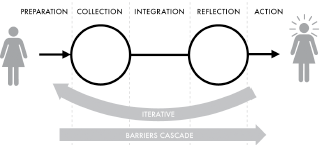 PREPARATION COLLECTION INTEGRATION REFLECTION ACTION
ITERATIVE
BARRIERS CASCADE